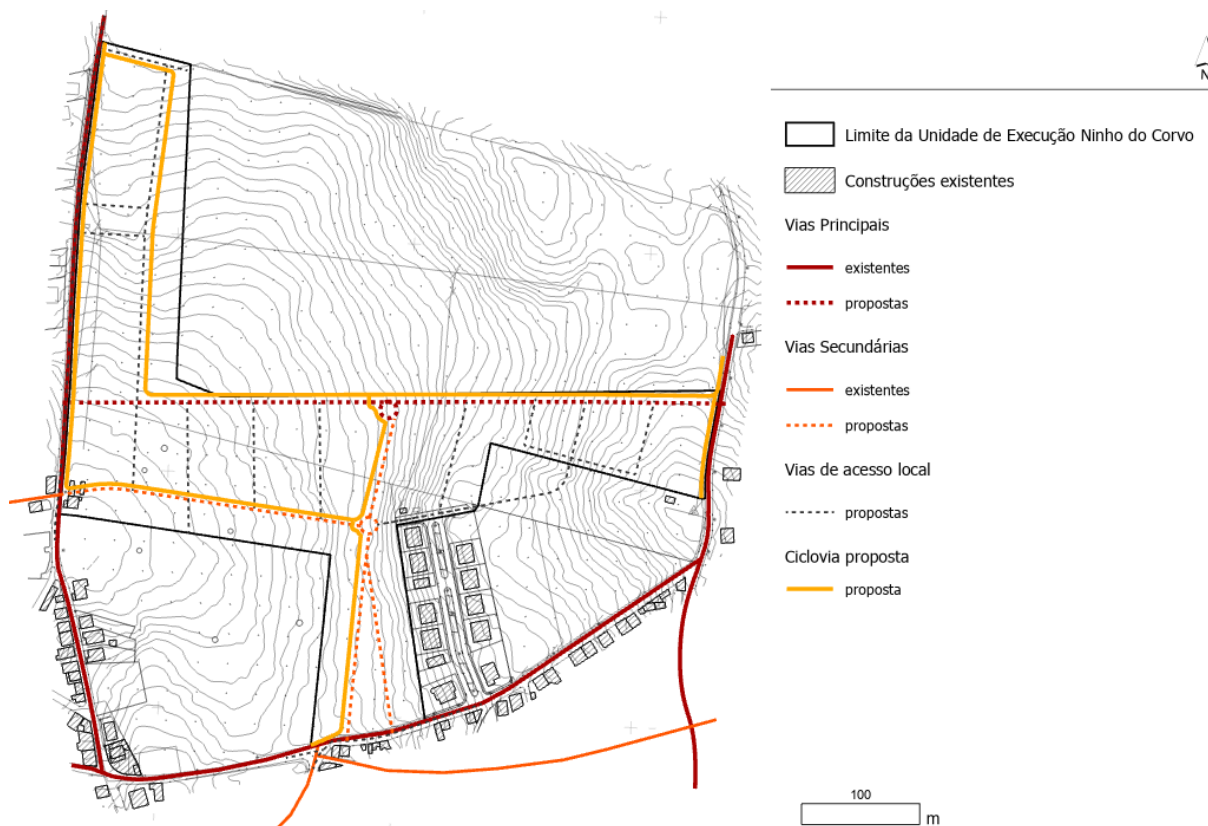 N
Limite da Unidade de Execução Ninho do Corvo
Construções existentes
Vias Principais
existentes
propostas
Vias Secundárias
existentes
propostas
Vias de acesso local
propostas
Ciclovia proposta
proposta
100
m